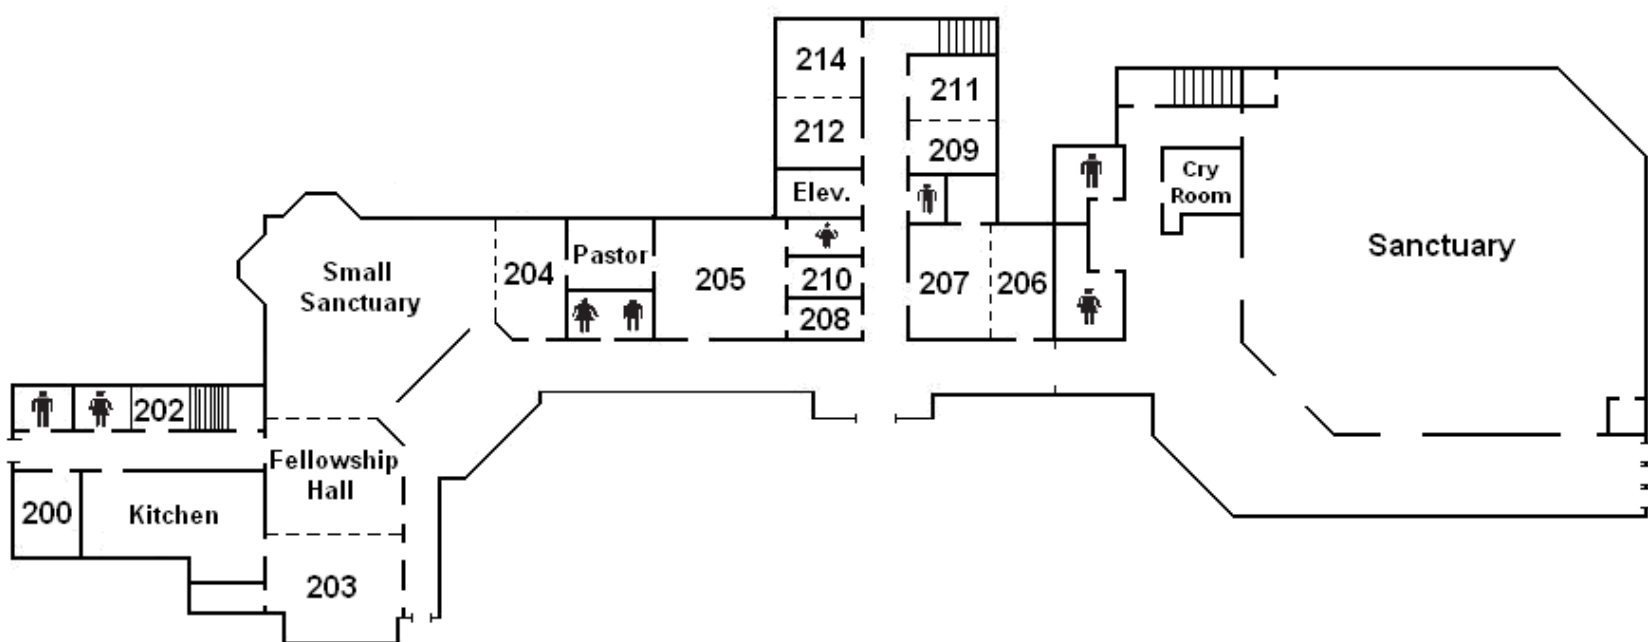 214
211
212
209
Elev.
Cry
Room
Small
Sanctuary
204
Pastor
205
210
208
207
206
Sanctuary
202
Fellowship
Hall
200
Kitchen
203